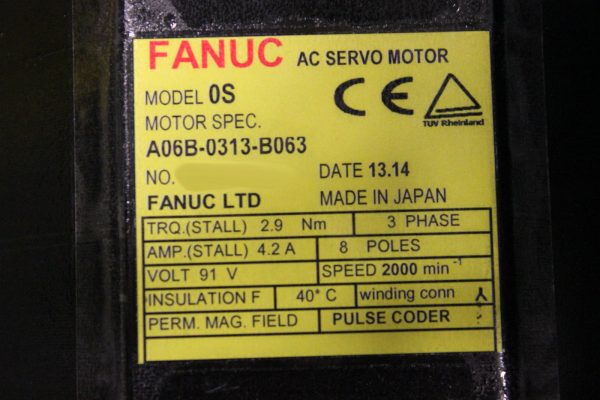 FANUC AC SERVO MOTOR
MODEL 0S
MOTOR SPEC.
A06B-0313-B063
NO. DATE 13.14
FANUC LTD MADE IN JAPAN
CE
TUV Rheinland
TRQ.(STALL) 2.9 Nm 3 PHASE
AMP.(STALL) 4.2 A 8 POLES
VOLT 91 V SPEED 2000 min⁻¹
INSULATION F 40° C winding conn
PERM. MAG. FIELD PULSE CODER